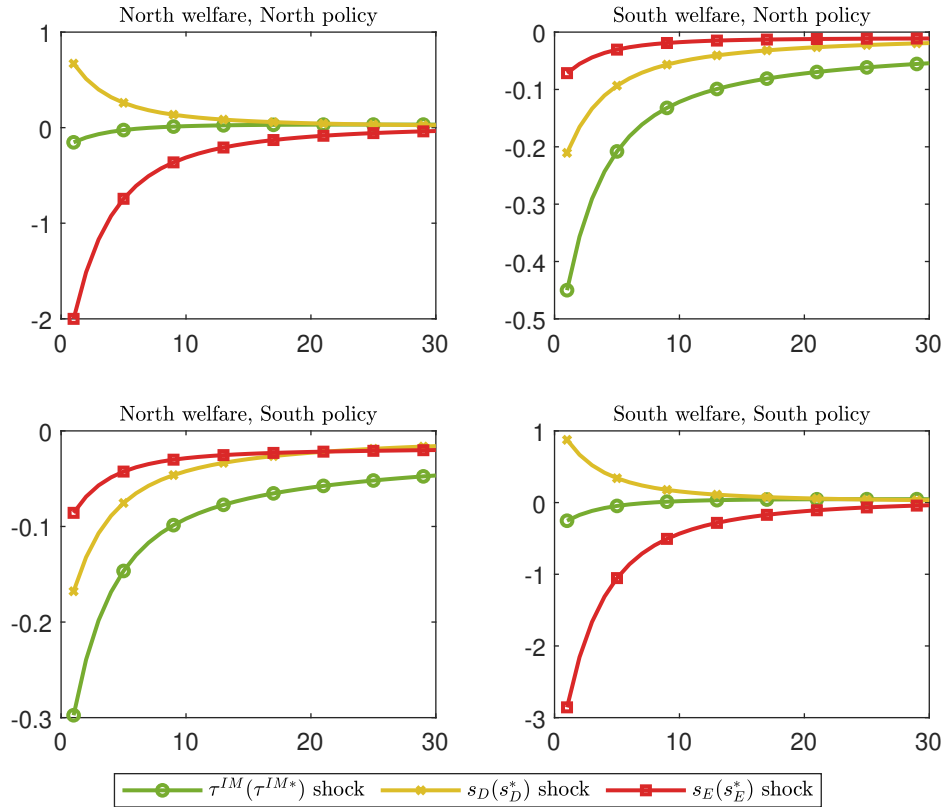 North welfare, North policy
1
0
-1
-2
0 10 20 30
South welfare, North policy
0
-0.1
-0.2
-0.3
-0.4
-0.5
0 10 20 30
North welfare, South policy
0
-0.1
-0.2
-0.3
0 10 20 30
South welfare, South policy
1
0
-1
-2
-3
0 10 20 30
τ^{IM}(τ^{IM*}) shock s_D(s_D^*) shock s_E(s_E^*) shock